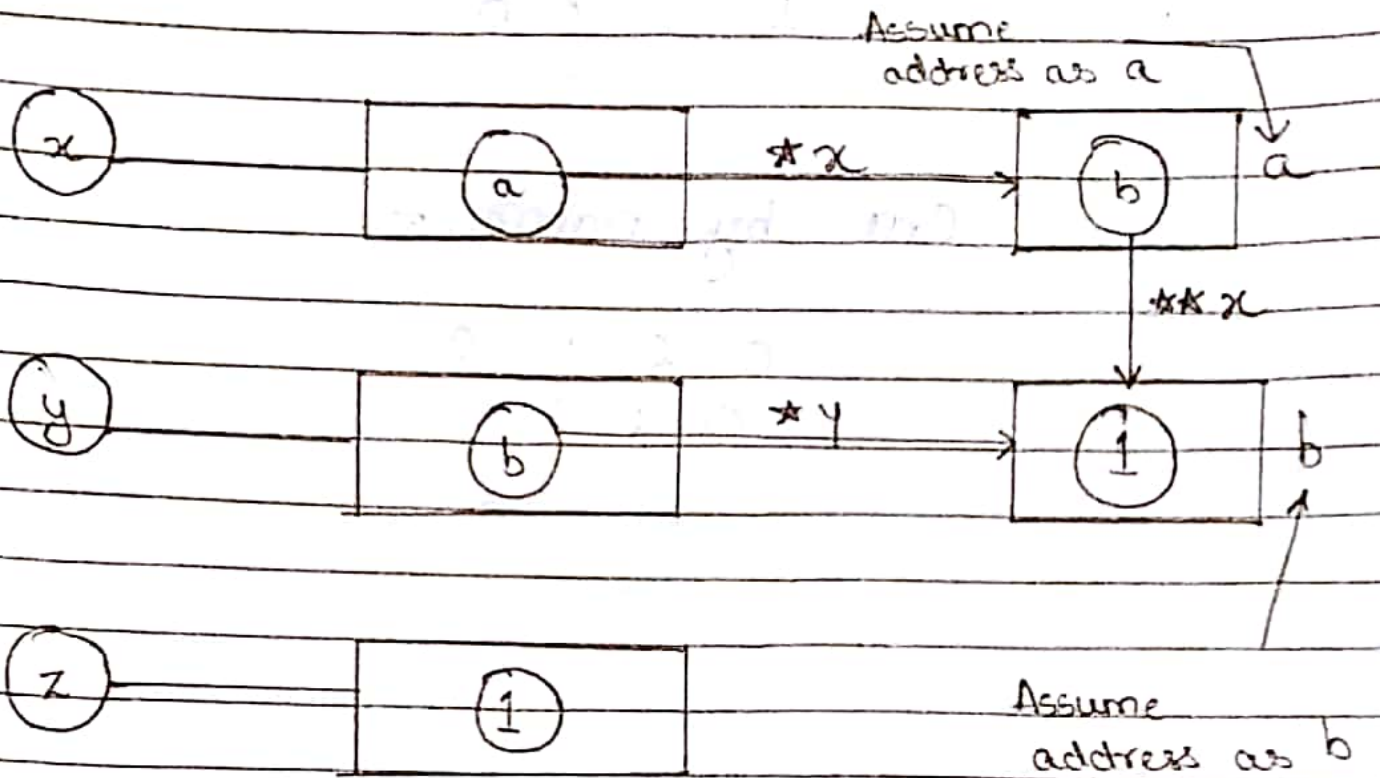 Assume
address as a
x a *x b a
**x
y b *y 1 b
z 1
Assume
address as b